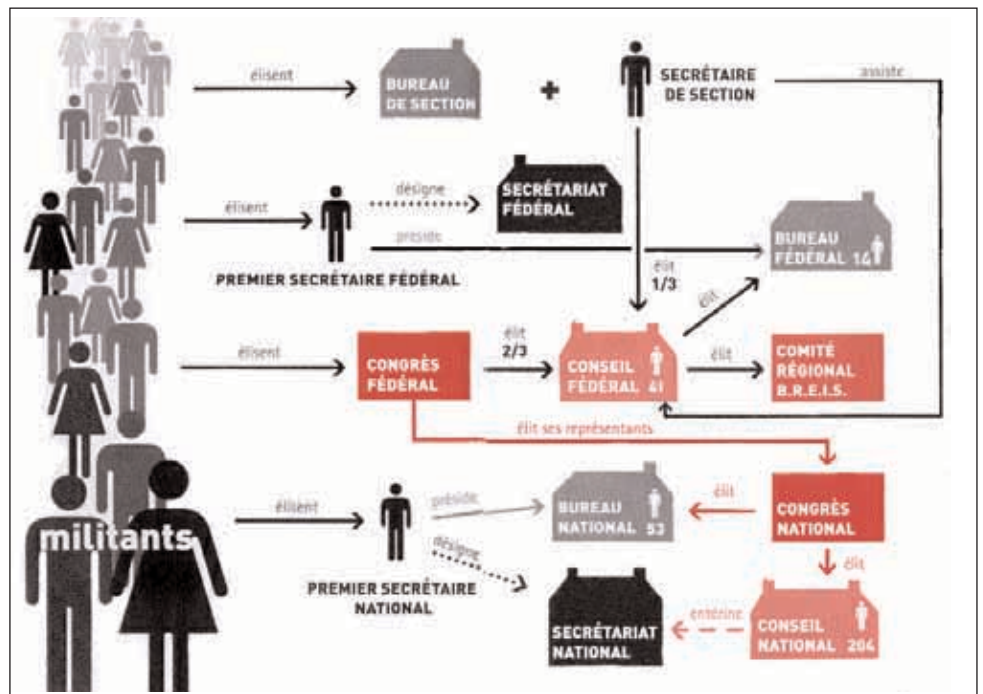 élisent
BUREAU
DE SECTION
+
SECRÉTAIRE
DE SECTION
assiste
élisent
PREMIER SECRÉTAIRE FÉDÉRAL
désigne
SECRÉTARIAT
FÉDÉRAL
préside
BUREAU
FÉDÉRAL 14
élit
1/3
élit
élisent
CONGRÈS
FÉDÉRAL
élit
2/3
CONSEIL
FÉDÉRAL 41
élit
COMITÉ
RÉGIONAL
B.R.E.I.S.
élit ses représentants
militants
élisent
PREMIER SECRÉTAIRE
NATIONAL
préside
désigne
BUREAU
NATIONAL 53
élit
CONGRÈS
NATIONAL
élit
SECRÉTARIAT
NATIONAL
entérine
CONSEIL
NATIONAL 204